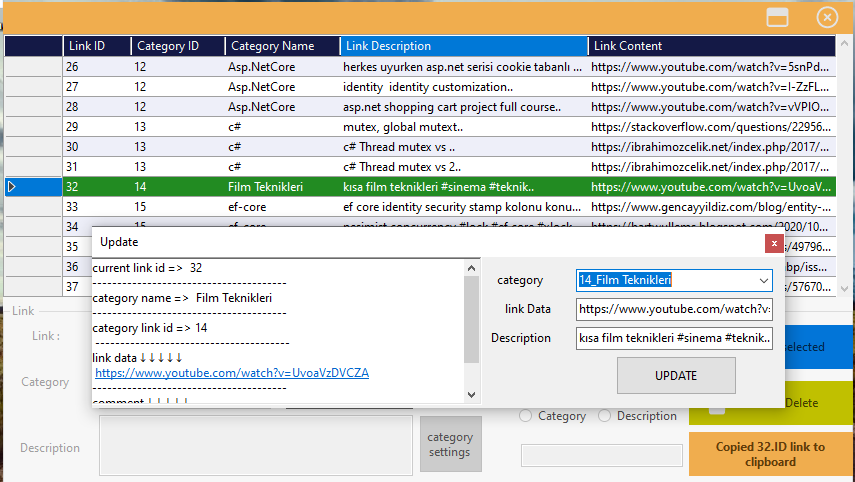 Link ID Category ID Category Name Link Description Link Content
26 12 Asp.NetCore herkes uyurken asp.net serisi cookie tabanlı ... https://www.youtube.com/watch?v=5snPd...
27 12 Asp.NetCore identity identity customization.. https://www.youtube.com/watch?v=I-ZzFL...
28 12 Asp.NetCore asp.net shopping cart project full course.. https://www.youtube.com/watch?v=vVPIO...
29 13 c# mutex, global mutext.. https://stackoverflow.com/questions/22956...
30 13 c# c# Thread mutex vs .. https://ibrahimozcelik.net/index.php/2017/...
31 13 c# c# Thread mutex vs 2.. https://ibrahimozcelik.net/index.php/2017/...
32 14 Film Teknikleri kısa film teknikleri #sinema #teknik.. https://www.youtube.com/watch?v=UvoaV...
33 15 ef-core ef core identity security stamp kolonu konu... https://www.gencayyildiz.com/blog/entity-...
34 15 ef-core
35 s/49796...
36 bp/iss...
37 s/57670...
Update
current link id => 32
-----------------------------------
category name => Film Teknikleri
-----------------------------------
category link id => 14
-----------------------------------
link data ↓↓↓↓↓
https://www.youtube.com/watch?v=UvoaVzDVCZA
-----------------------------------
comment ↓↓↓↓↓
category 14_Film Teknikleri
link Data https://www.youtube.com/watch?v:
Description kısa film teknikleri #sinema #teknik..
UPDATE
Link
Link :
Category
Description
category
settings
Category Description
selected
Delete
Copied 32.ID link to
clipboard